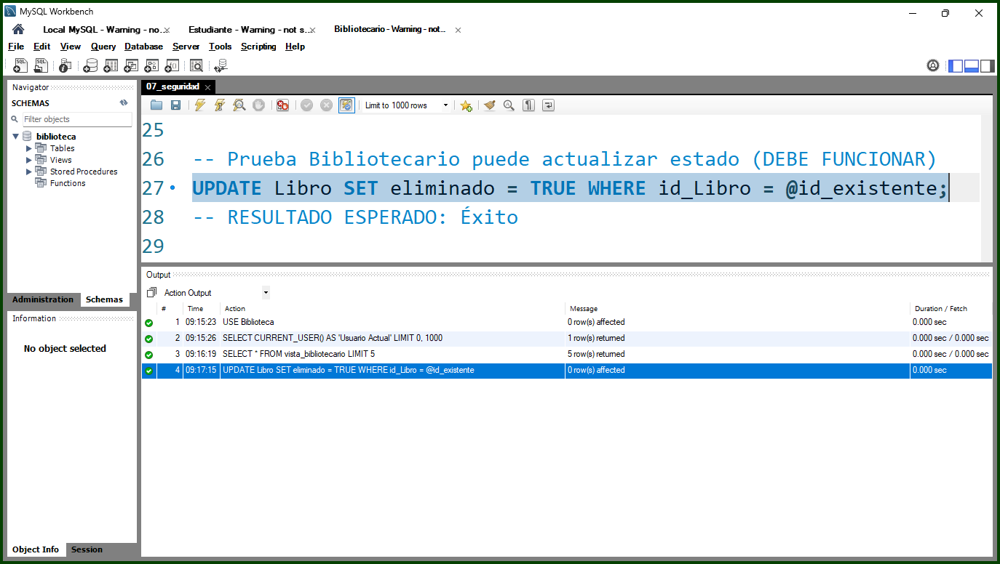 MySQL Workbench
Local MySQL - Warning - no... Estudiante - Warning - not s... Bibliotecario - Warning - not...
File Edit View Query Database Server Tools Scripting Help
Navigator
SCHEMAS
Filter objects
biblioteca
Tables
Views
Stored Procedures
Functions
Administration Schemas
Information
No object selected
Object Info Session
07_seguridad
Limit to 1000 rows
25
26 -- Prueba Bibliotecario puede actualizar estado (DEBE FUNCIONAR)
27 UPDATE Libro SET eliminado = TRUE WHERE id_Libro = @id_existente;
28 -- RESULTADO ESPERADO: Éxito
29
Output
Action Output
# Time Action Message Duration / Fetch
1 09:15:23 USE Biblioteca 0 row(s) affected 0.000 sec
2 09:15:26 SELECT CURRENT_USER() AS 'Usuario Actual' LIMIT 0, 1000 1 row(s) returned 0.000 sec / 0.000 sec
3 09:16:19 SELECT * FROM vista_bibliotecario LIMIT 5 5 row(s) returned 0.000 sec / 0.000 sec
4 09:17:15 UPDATE Libro SET eliminado = TRUE WHERE id_Libro = @id_existente 0 row(s) affected 0.000 sec